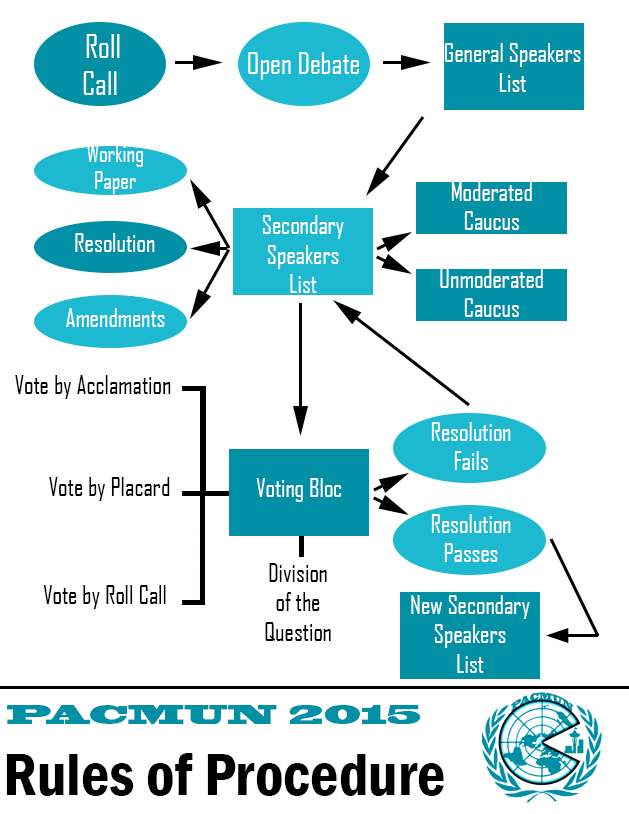 Roll
Call
Open Debate
General Speakers
List
Working
Paper
Resolution
Amendments
Secondary
Speakers
List
Moderated
Caucus
Unmoderated
Caucus
Vote by Acclamation
Vote by Placard
Vote by Roll Call
Voting Bloc
Division
of the
Question
Resolution
Fails
Resolution
Passes
New Secondary
Speakers
List
PACMUN 2015
Rules of Procedure
PACMUN